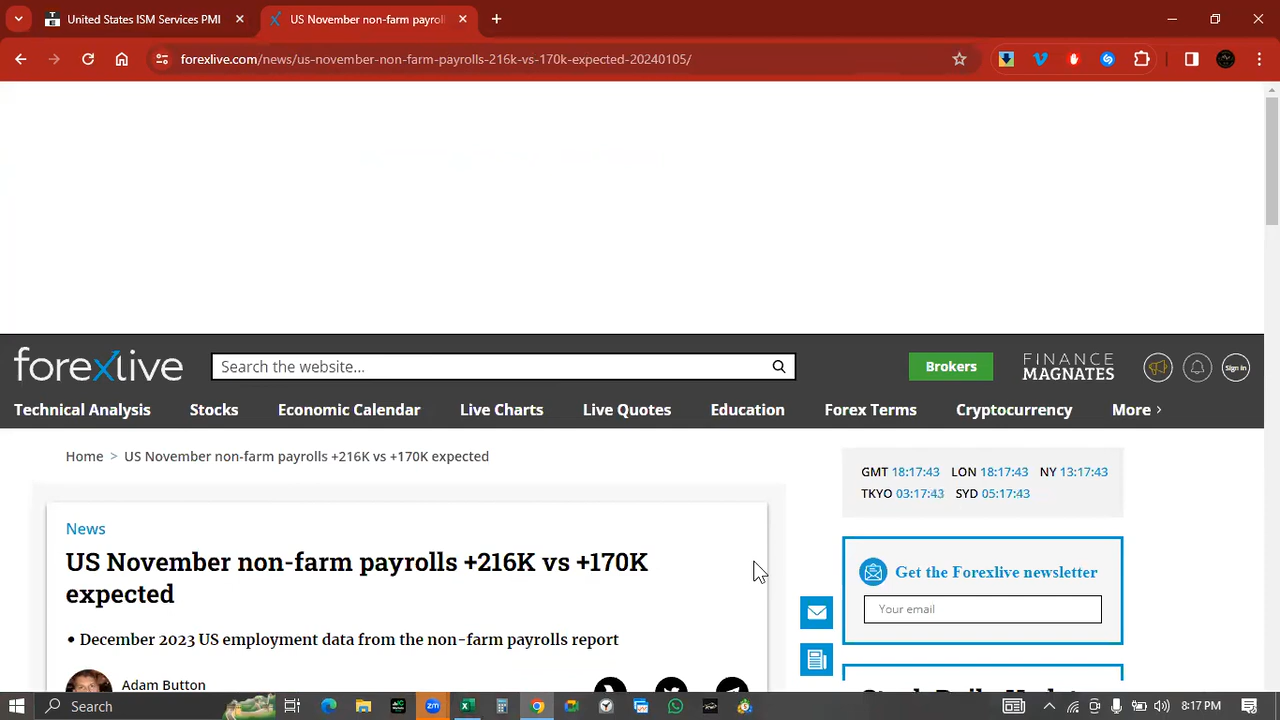 United States ISM Services PMI
US November non-farm payroll
forexlive.com/news/us-november-non-farm-payrolls-216k-vs-170k-expected-20240105/
forexlive
Search the website...
Brokers
FINANCE
MAGNATES
Sign in
Technical Analysis
Stocks
Economic Calendar
Live Charts
Live Quotes
Education
Forex Terms
Cryptocurrency
More
Home > US November non-farm payrolls +216K vs +170K expected
GMT 18:17:43 LON 18:17:43 NY 13:17:43
TKYO 03:17:43 SYD 05:17:43
News
US November non-farm payrolls +216K vs +170K
expected
• December 2023 US employment data from the non-farm payrolls report
Adam Button
Get the Forexlive newsletter
Your email
Search
zm
8:17 PM